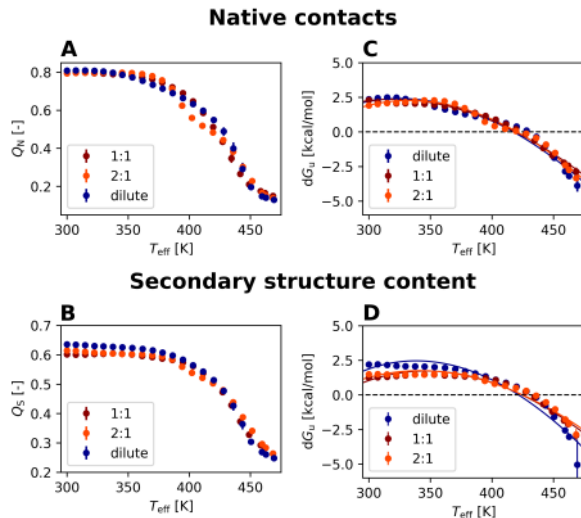 Native contacts
A
Q_N [-]
0.8
0.6
0.4
0.2
1:1
2:1
dilute
300 350 400 450
T_eff [K]
C
dG_u [kcal/mol]
5.0
2.5
0.0
−2.5
−5.0
dilute
1:1
2:1
300 350 400 450
T_eff [K]
Secondary structure content
B
Q_S [-]
0.7
0.6
0.5
0.4
0.3
0.2
1:1
2:1
dilute
300 350 400 450
T_eff [K]
D
dG_u [kcal/mol]
5.0
2.5
0.0
−2.5
−5.0
dilute
1:1
2:1
300 350 400 450
T_eff [K]